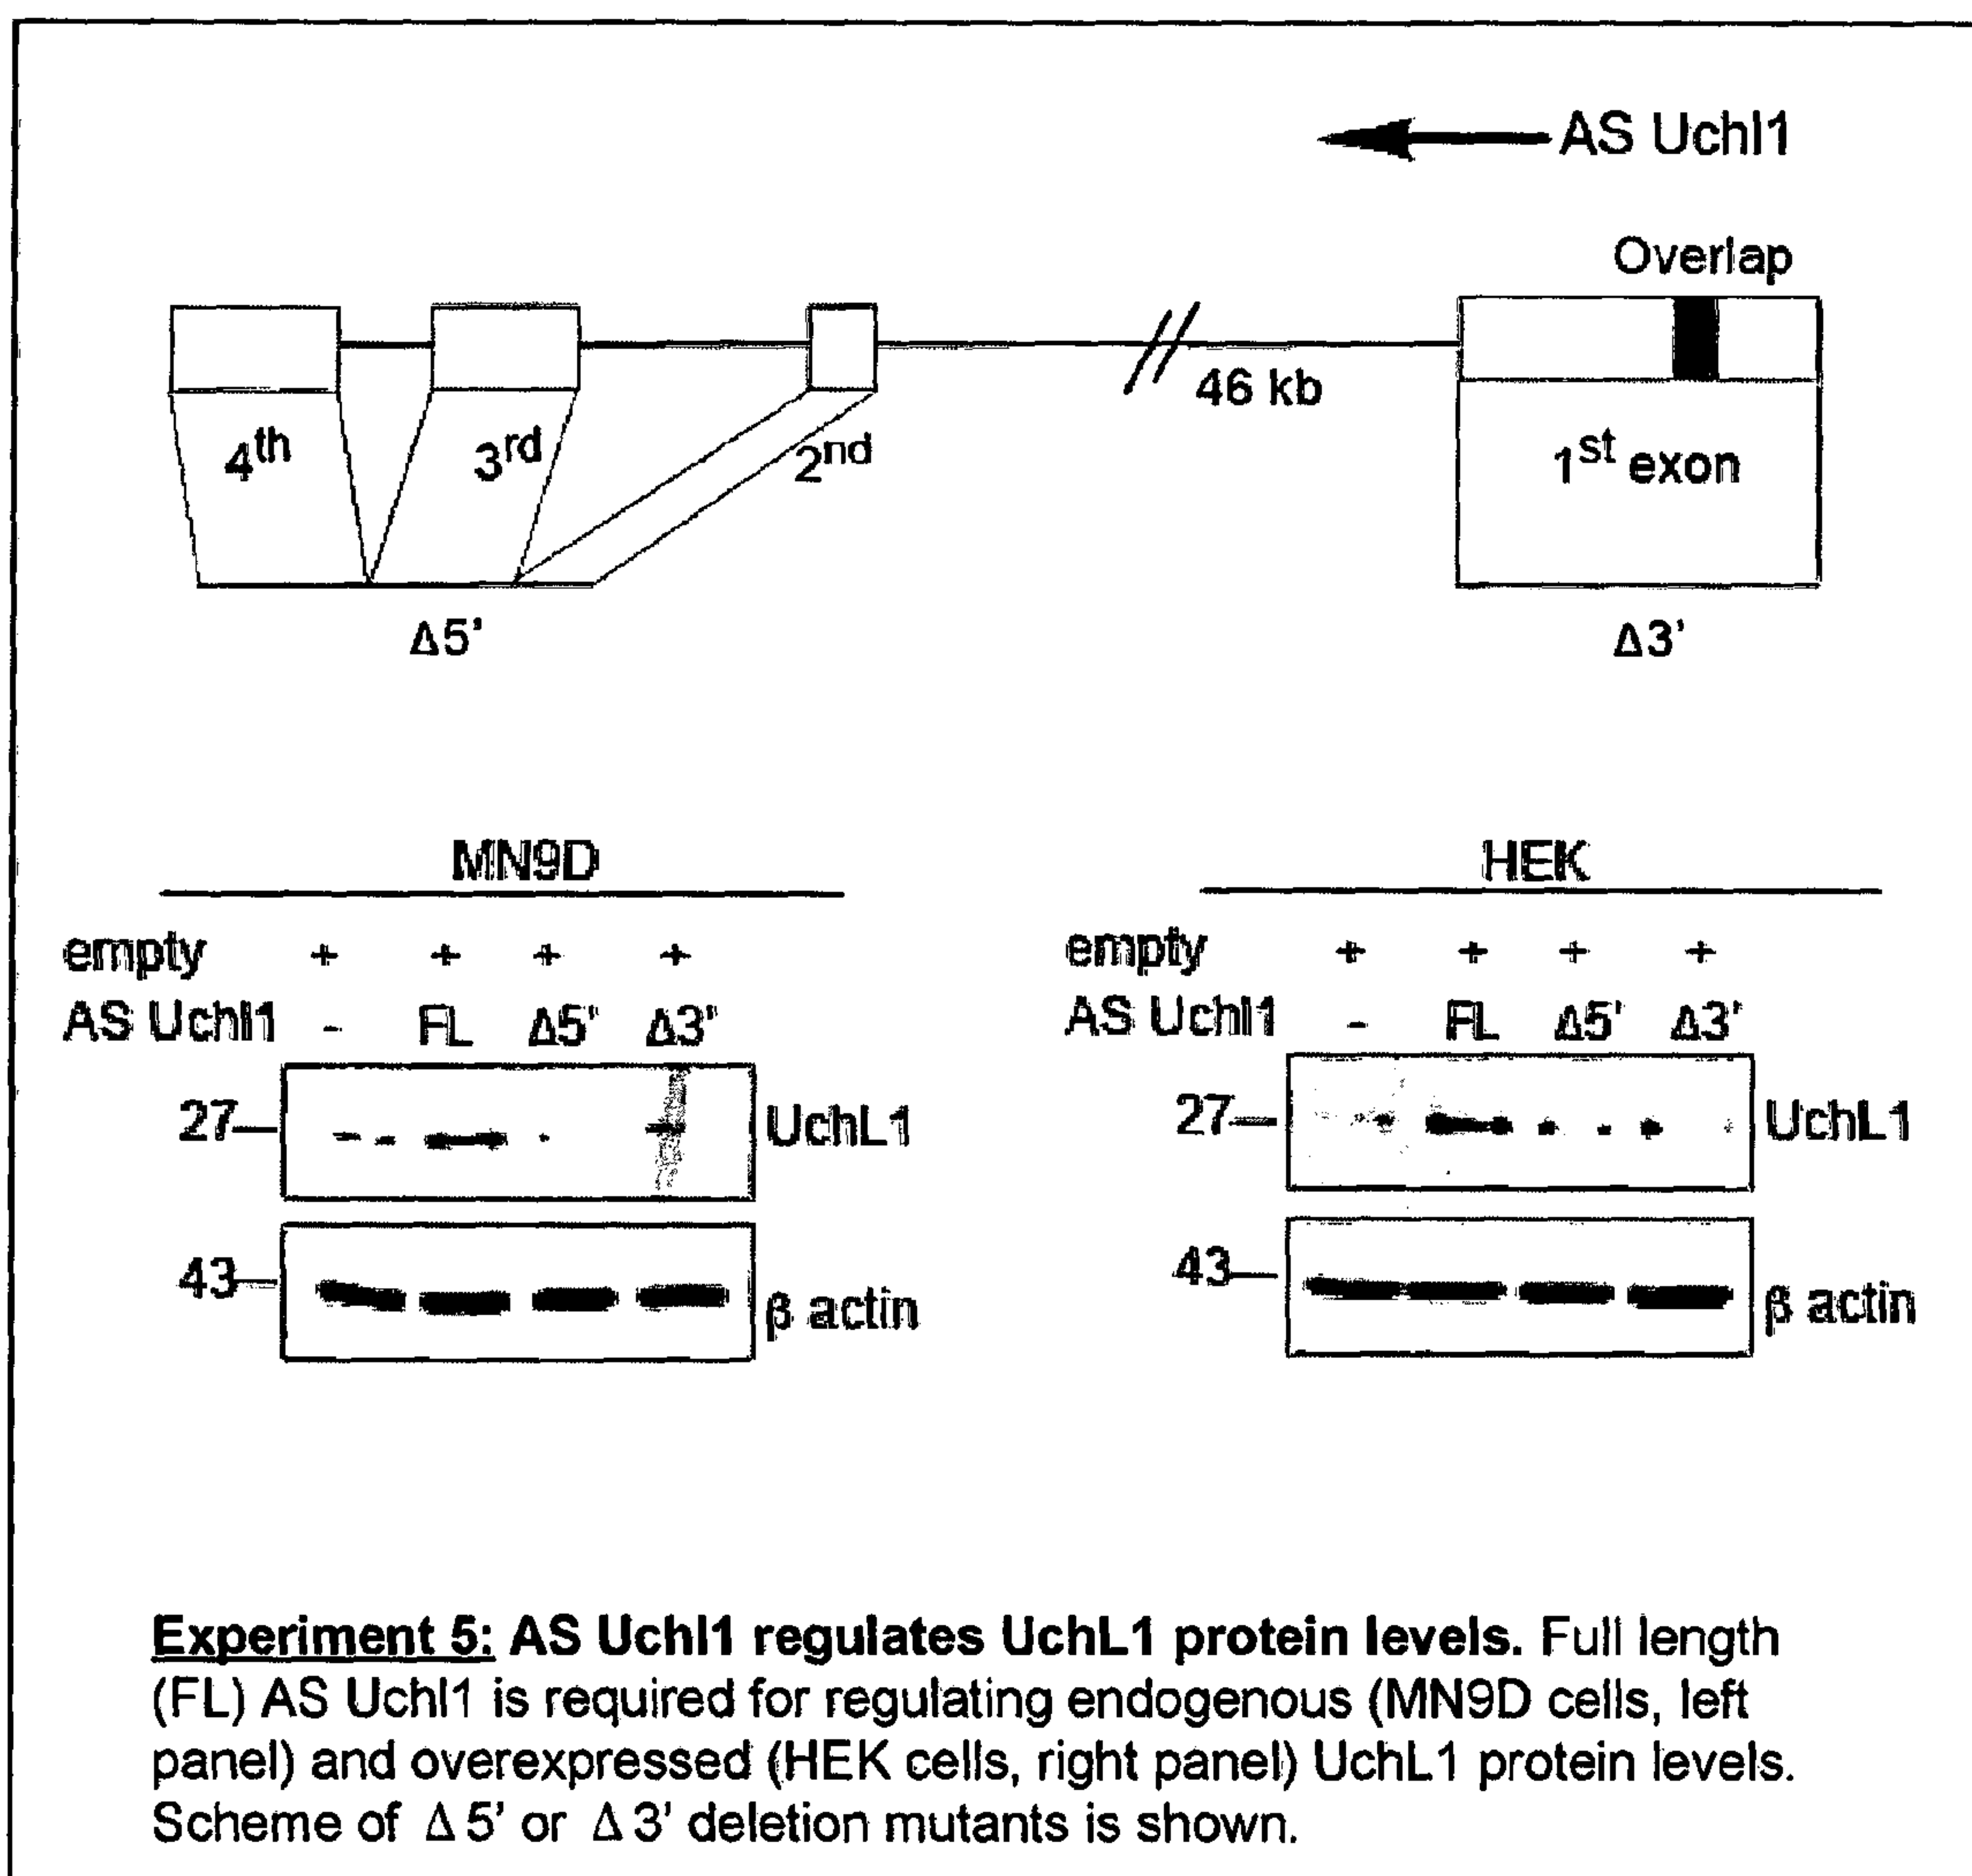 AS Uchl1
Overlap
46 kb
4th
3rd
2nd
1st exon
Δ5'
Δ3'
MN9D
empty + + + +
AS Uchl1 - FL Δ5' Δ3'
27
UchL1
43
β actin
HEK
empty + + + +
AS Uchl1 - FL Δ5' Δ3'
27
UchL1
43
β actin
Experiment 5: AS Uchl1 regulates UchL1 protein levels. Full length
(FL) AS Uchl1 is required for regulating endogenous (MN9D cells, left
panel) and overexpressed (HEK cells, right panel) UchL1 protein levels.
Scheme of Δ 5' or Δ 3' deletion mutants is shown.